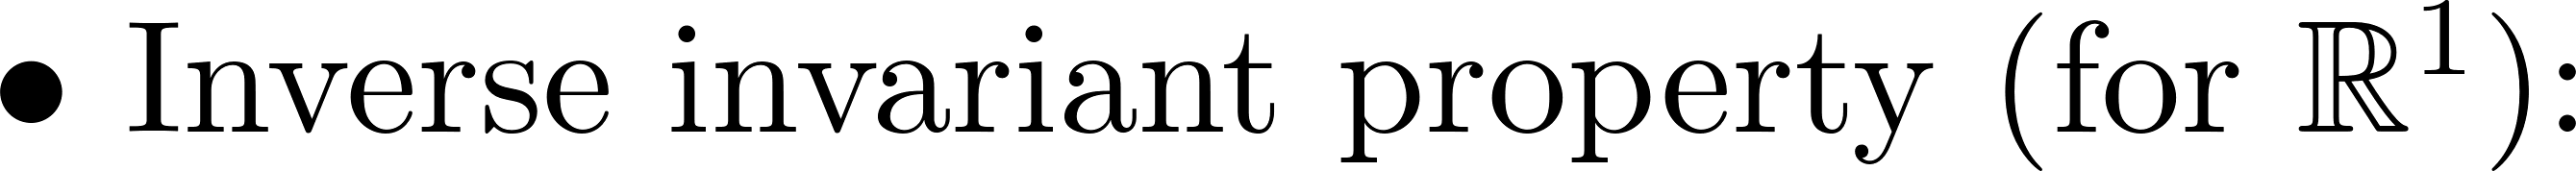 • Inverse invariant property (for ℝ¹):